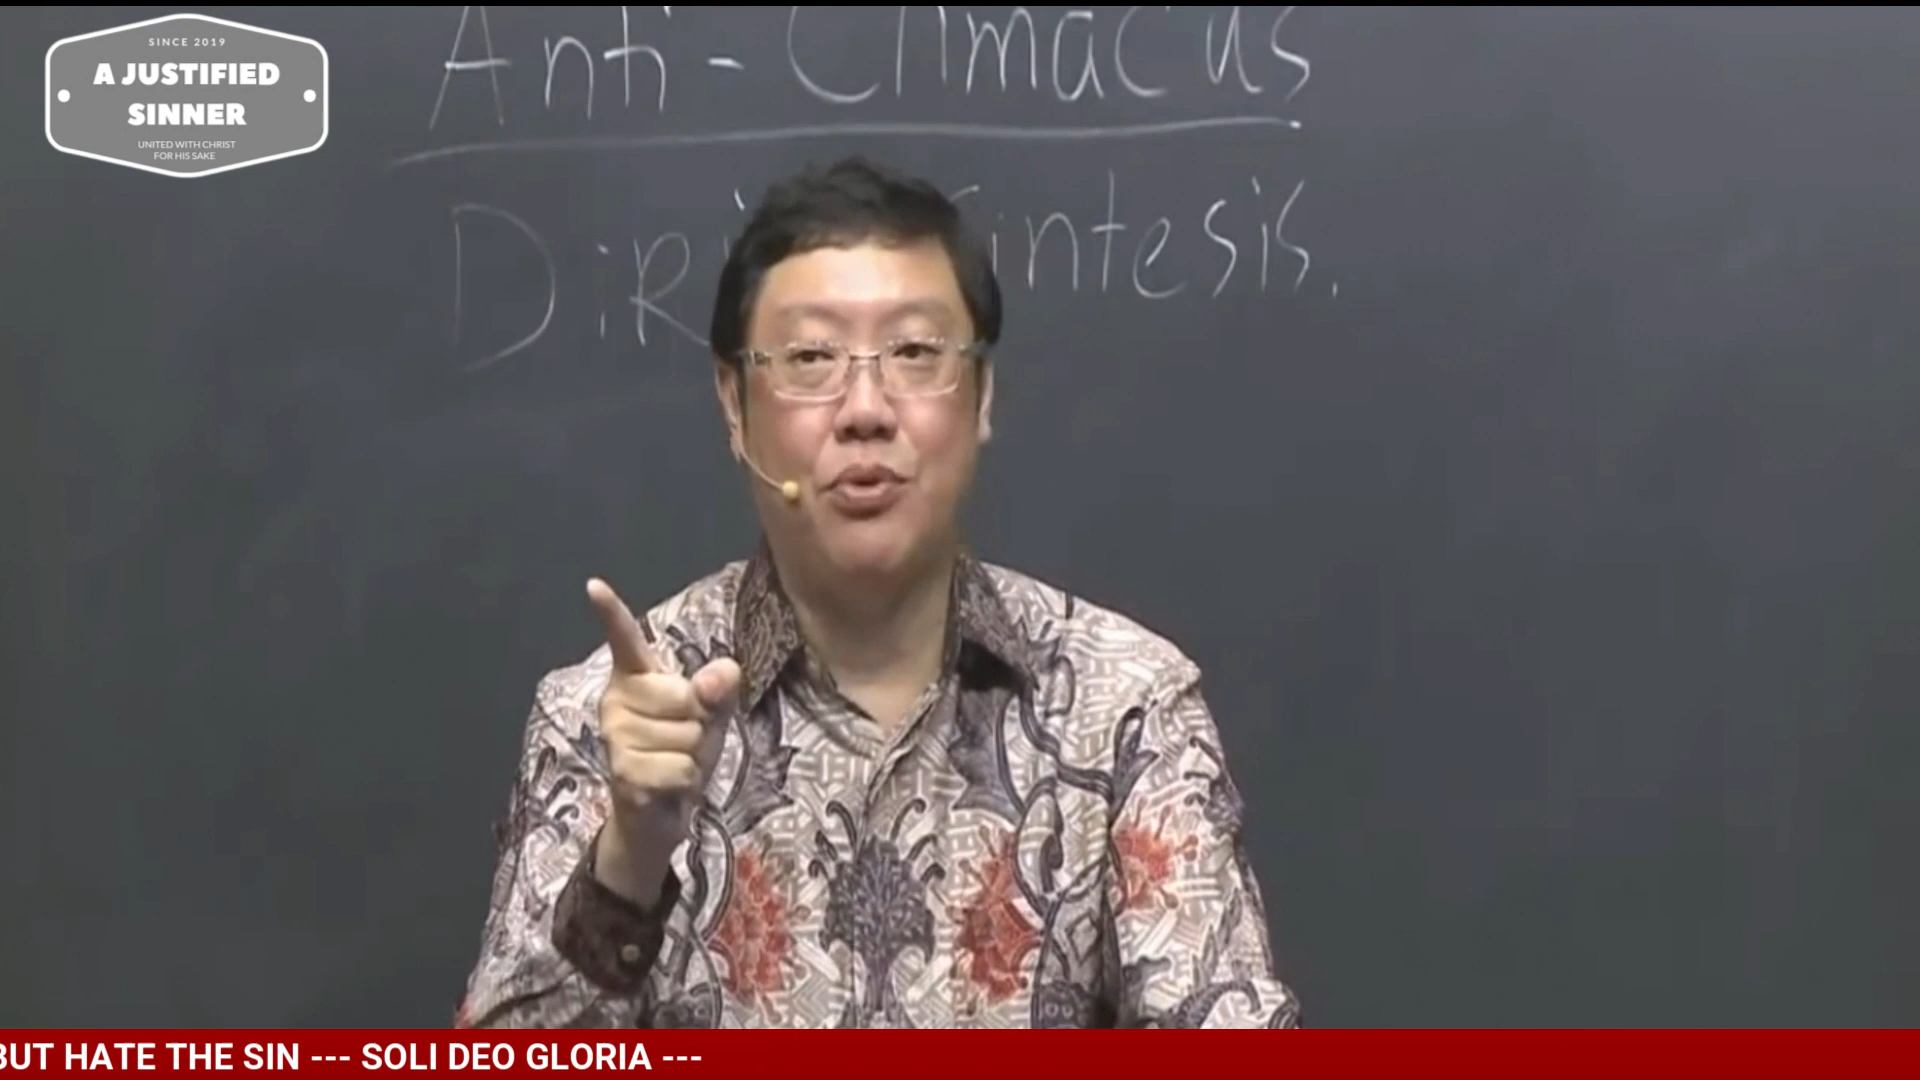 SINCE 2019
A JUSTIFIED
SINNER
UNITED WITH CHRIST
FOR HIS SAKE
Anti-Climacus
DiRi
intesis.
BUT HATE THE SIN --- SOLI DEO GLORIA ---